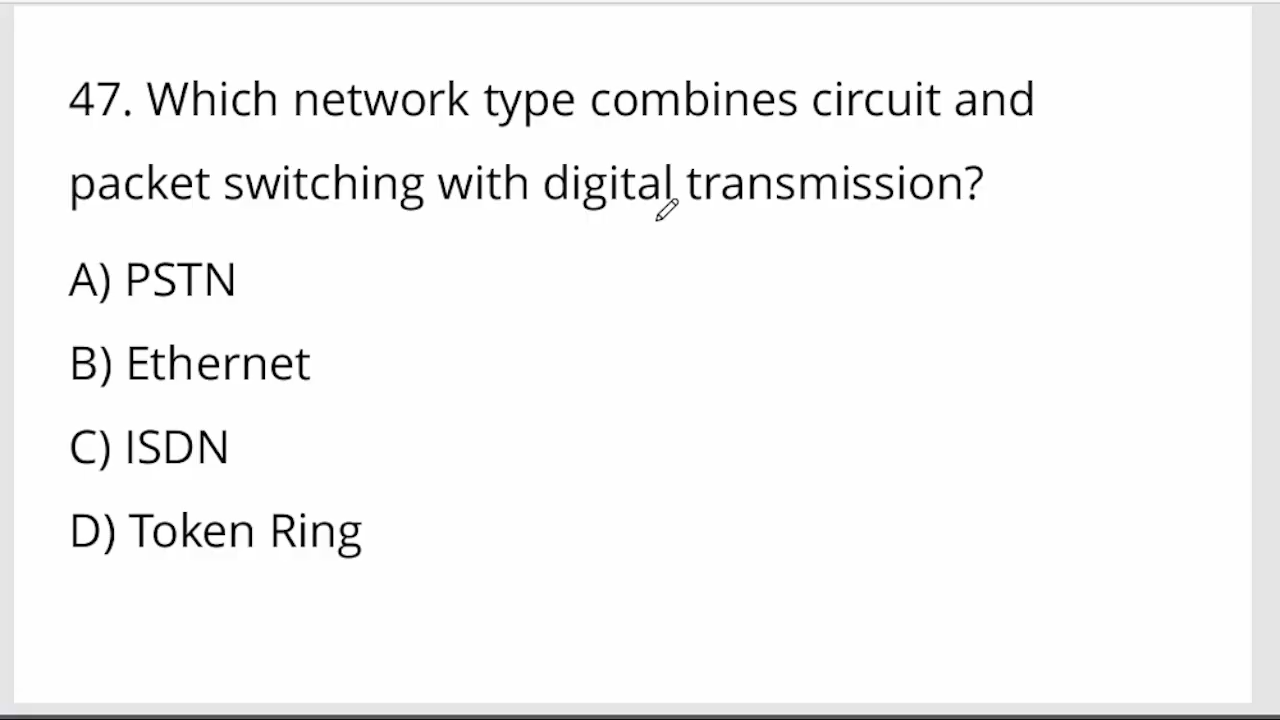 47. Which network type combines circuit and
packet switching with digital transmission?
A) PSTN
B) Ethernet
C) ISDN
D) Token Ring